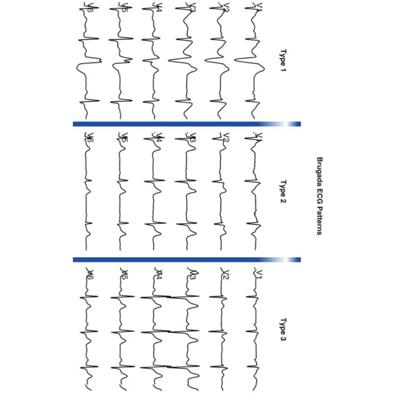 Brugada ECG Patterns
Type 1 Type 2 Type 3
V1 V1 V1
V2 V2 V2
V3 V3 V3
V4 V4 V4
V5 V5 V5
V6 V6 V6